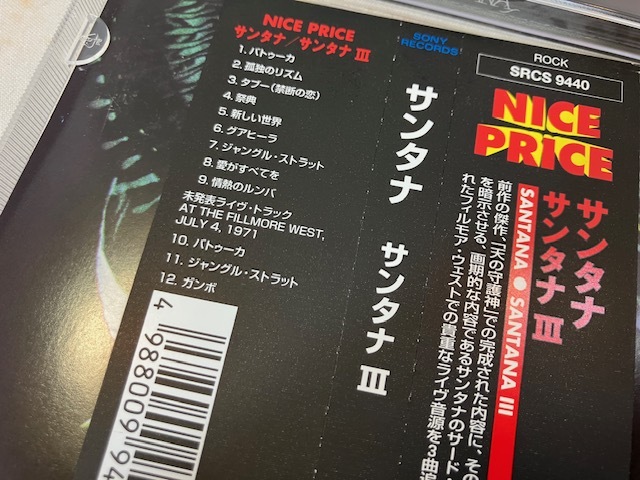 NICE PRICE
サンタナ／サンタナ III
1. バトゥーカ
2. 孤独のリズム
3. タブー（禁断の恋）
4. 祭典
5. 新しい世界
6. グアヒーラ
7. ジャングル・ストラット
8. 愛がすべてを
9. 情熱のルンバ
未発表ライヴ・トラック
AT THE FILLMORE WEST,
JULY 4, 1971
10. バトゥーカ
11. ジャングル・ストラット
12. ガンボ
4 988009 94
SONY
RECORDS
サンタナ サンタナ III
ROCK
SRCS 9440
NICE
PRICE
サンタナ
サンタナ III
SANTANA ● SANTANA III
前作の傑作、「天の守護神」での完成された内容に、その
を暗示させる、画期的な内容であるサンタナのサード・
れたフィルモア・ウェストでの貴重なライヴ音源を3曲追